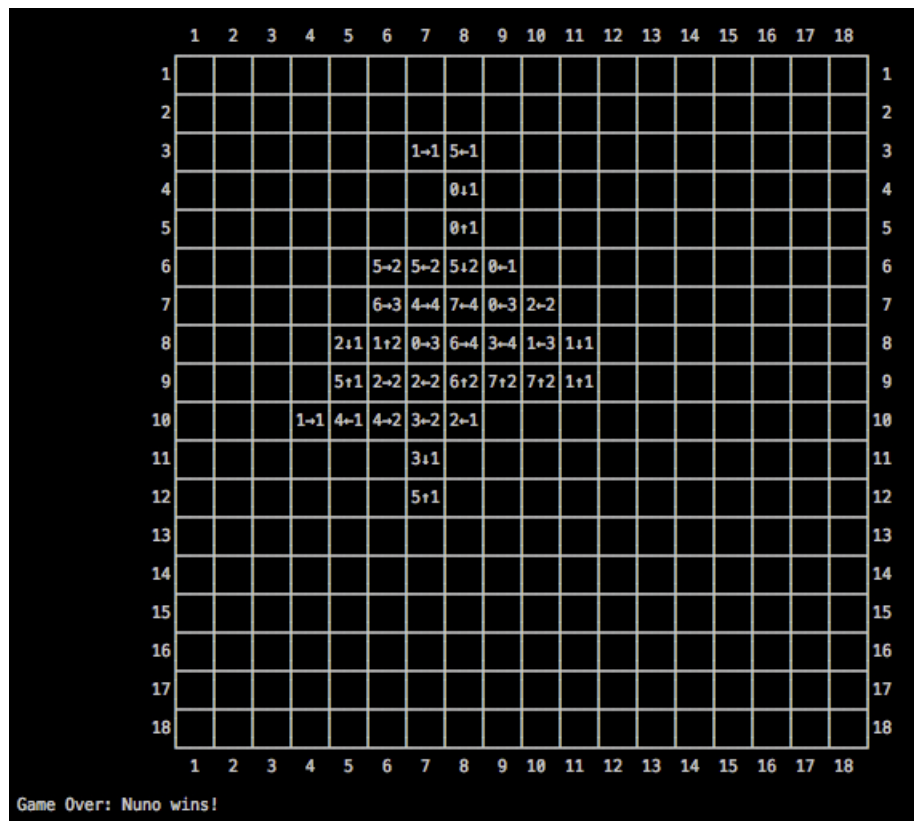 1 2 3 4 5 6 7 8 9 10 11 12 13 14 15 16 17 18
1 1
2 2
3 1→1 5←1 3
4 0↓1 4
5 0↑1 5
6 5→2 5←2 5↓2 0←1 6
7 6→3 4→4 7←4 0←3 2←2 7
8 2↓1 1↑2 0→3 6→4 3←4 1←3 1↓1 8
9 5↑1 2→2 2←2 6↑2 7↑2 7↑2 1↑1 9
10 1→1 4←1 4→2 3←2 2←1 10
11 3↓1 11
12 5↑1 12
13 13
14 14
15 15
16 16
17 17
18 18
1 2 3 4 5 6 7 8 9 10 11 12 13 14 15 16 17 18
Game Over: Nuno wins!